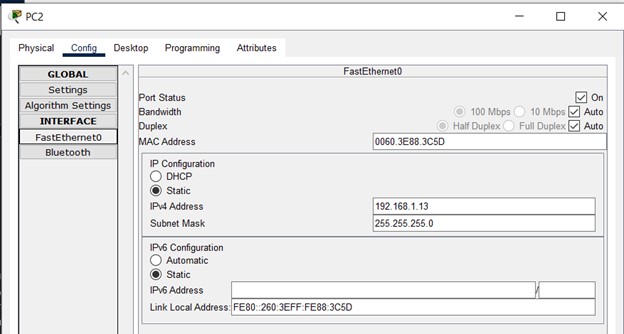 PC2
Physical Config Desktop Programming Attributes
GLOBAL
Settings
Algorithm Settings
INTERFACE
FastEthernet0
Bluetooth
FastEthernet0
Port Status On
Bandwidth 100 Mbps 10 Mbps Auto
Duplex Half Duplex Full Duplex Auto
MAC Address 0060.3E88.3C5D
IP Configuration
DHCP
Static
IPv4 Address 192.168.1.13
Subnet Mask 255.255.255.0
IPv6 Configuration
Automatic
Static
IPv6 Address /
Link Local Address: FE80::260:3EFF:FE88:3C5D